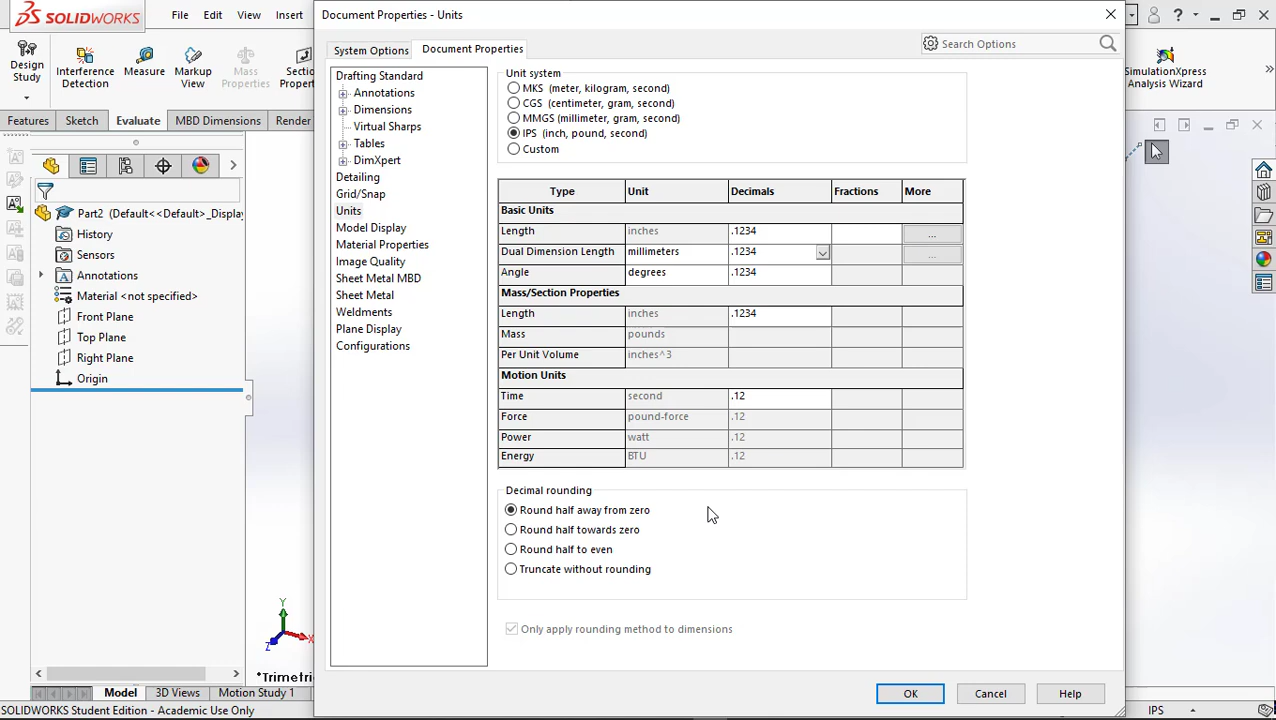 SOLIDWORKS
File Edit View Insert
Document Properties - Units
System Options
Document Properties
Search Options
Design Study
Interference Detection
Measure
Markup View
Mass Properties
Section Propert
SimulationXpress Analysis Wizard
Features
Sketch
Evaluate
MBD Dimensions
Render
Part2 (Default<<Default>_Display
History
Sensors
Annotations
Material <not specified>
Front Plane
Top Plane
Right Plane
Origin
Drafting Standard
Annotations
Dimensions
Virtual Sharps
Tables
DimXpert
Detailing
Grid/Snap
Units
Model Display
Material Properties
Image Quality
Sheet Metal MBD
Sheet Metal
Weldments
Plane Display
Configurations
Unit system
MKS (meter, kilogram, second)
CGS (centimeter, gram, second)
MMGS (millimeter, gram, second)
IPS (inch, pound, second)
Custom
Type Unit Decimals Fractions More
Basic Units
Length inches .1234 ...
Dual Dimension Length millimeters .1234 ...
Angle degrees .1234
Mass/Section Properties
Length inches .1234
Mass pounds
Per Unit Volume inches^3
Motion Units
Time second .12
Force pound-force .12
Power watt .12
Energy BTU .12
Decimal rounding
Round half away from zero
Round half towards zero
Round half to even
Truncate without rounding
Only apply rounding method to dimensions
OK Cancel Help
Y
X
Z
*Trimetri
Model 3D Views Motion Study 1
SOLIDWORKS Student Edition - Academic Use Only
IPS